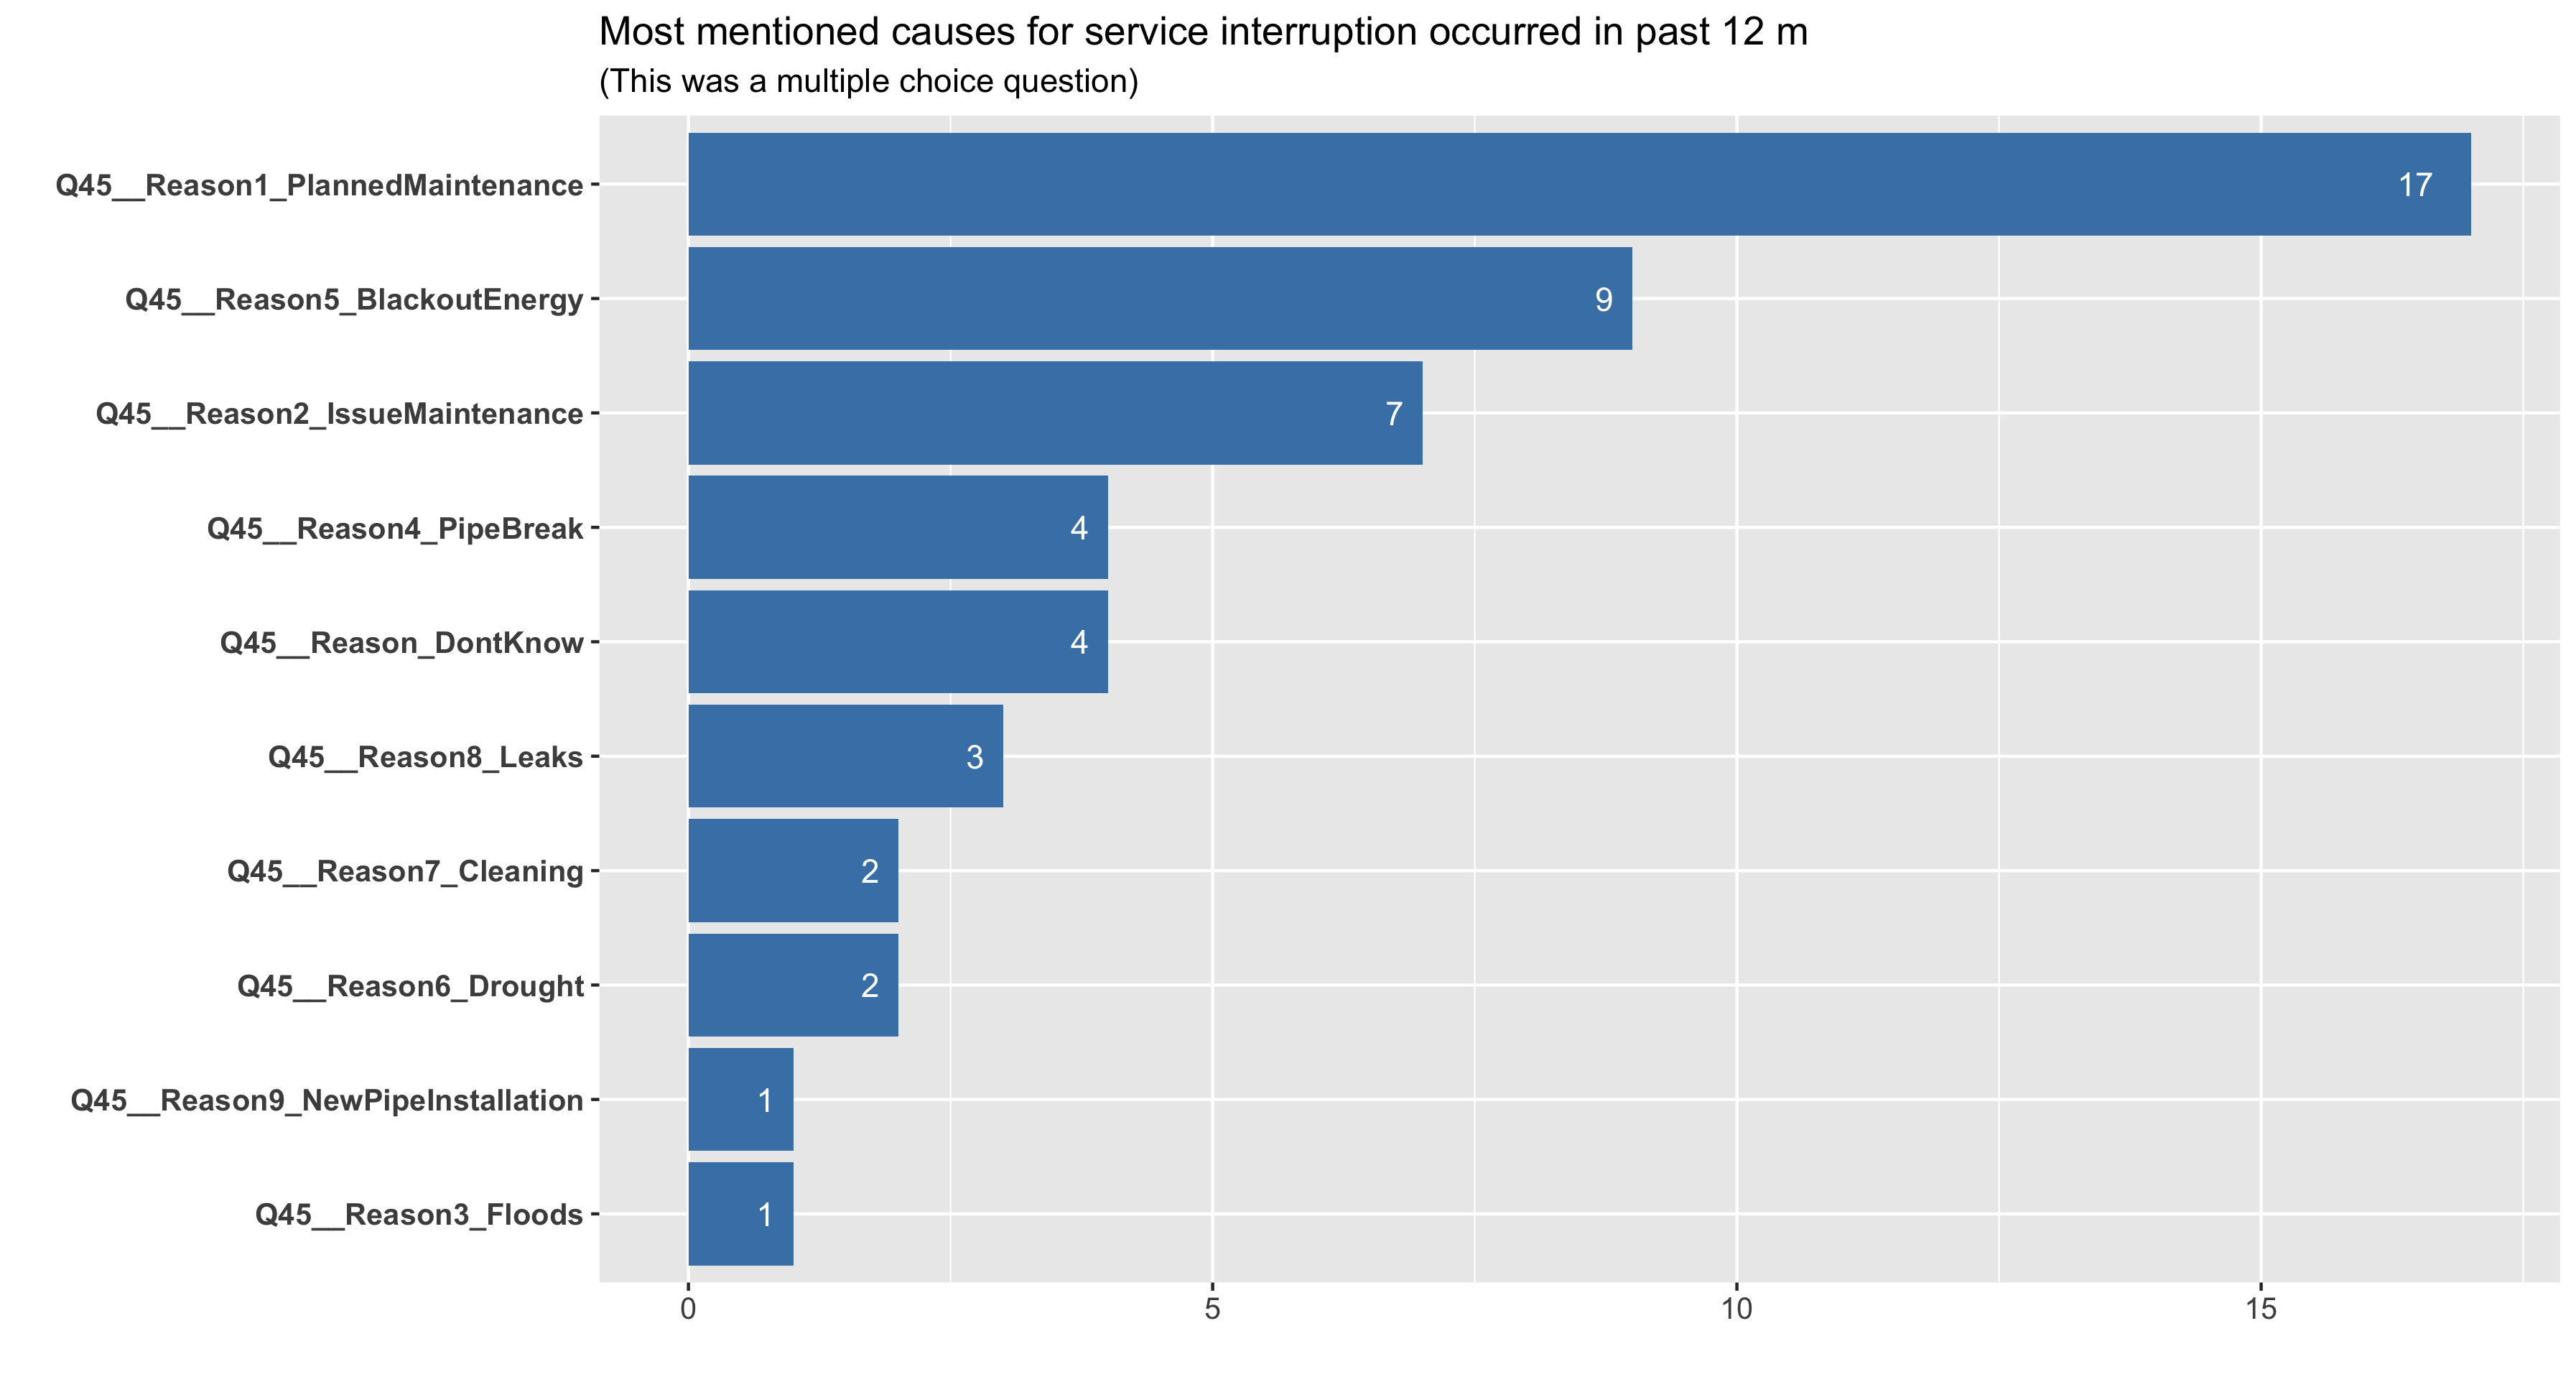 Most mentioned causes for service interruption occurred in past 12 m
(This was a multiple choice question)
Q45__Reason1_PlannedMaintenance 17
Q45__Reason5_BlackoutEnergy 9
Q45__Reason2_IssueMaintenance 7
Q45__Reason4_PipeBreak 4
Q45__Reason_DontKnow 4
Q45__Reason8_Leaks 3
Q45__Reason7_Cleaning 2
Q45__Reason6_Drought 2
Q45__Reason9_NewPipeInstallation 1
Q45__Reason3_Floods 1
0 5 10 15